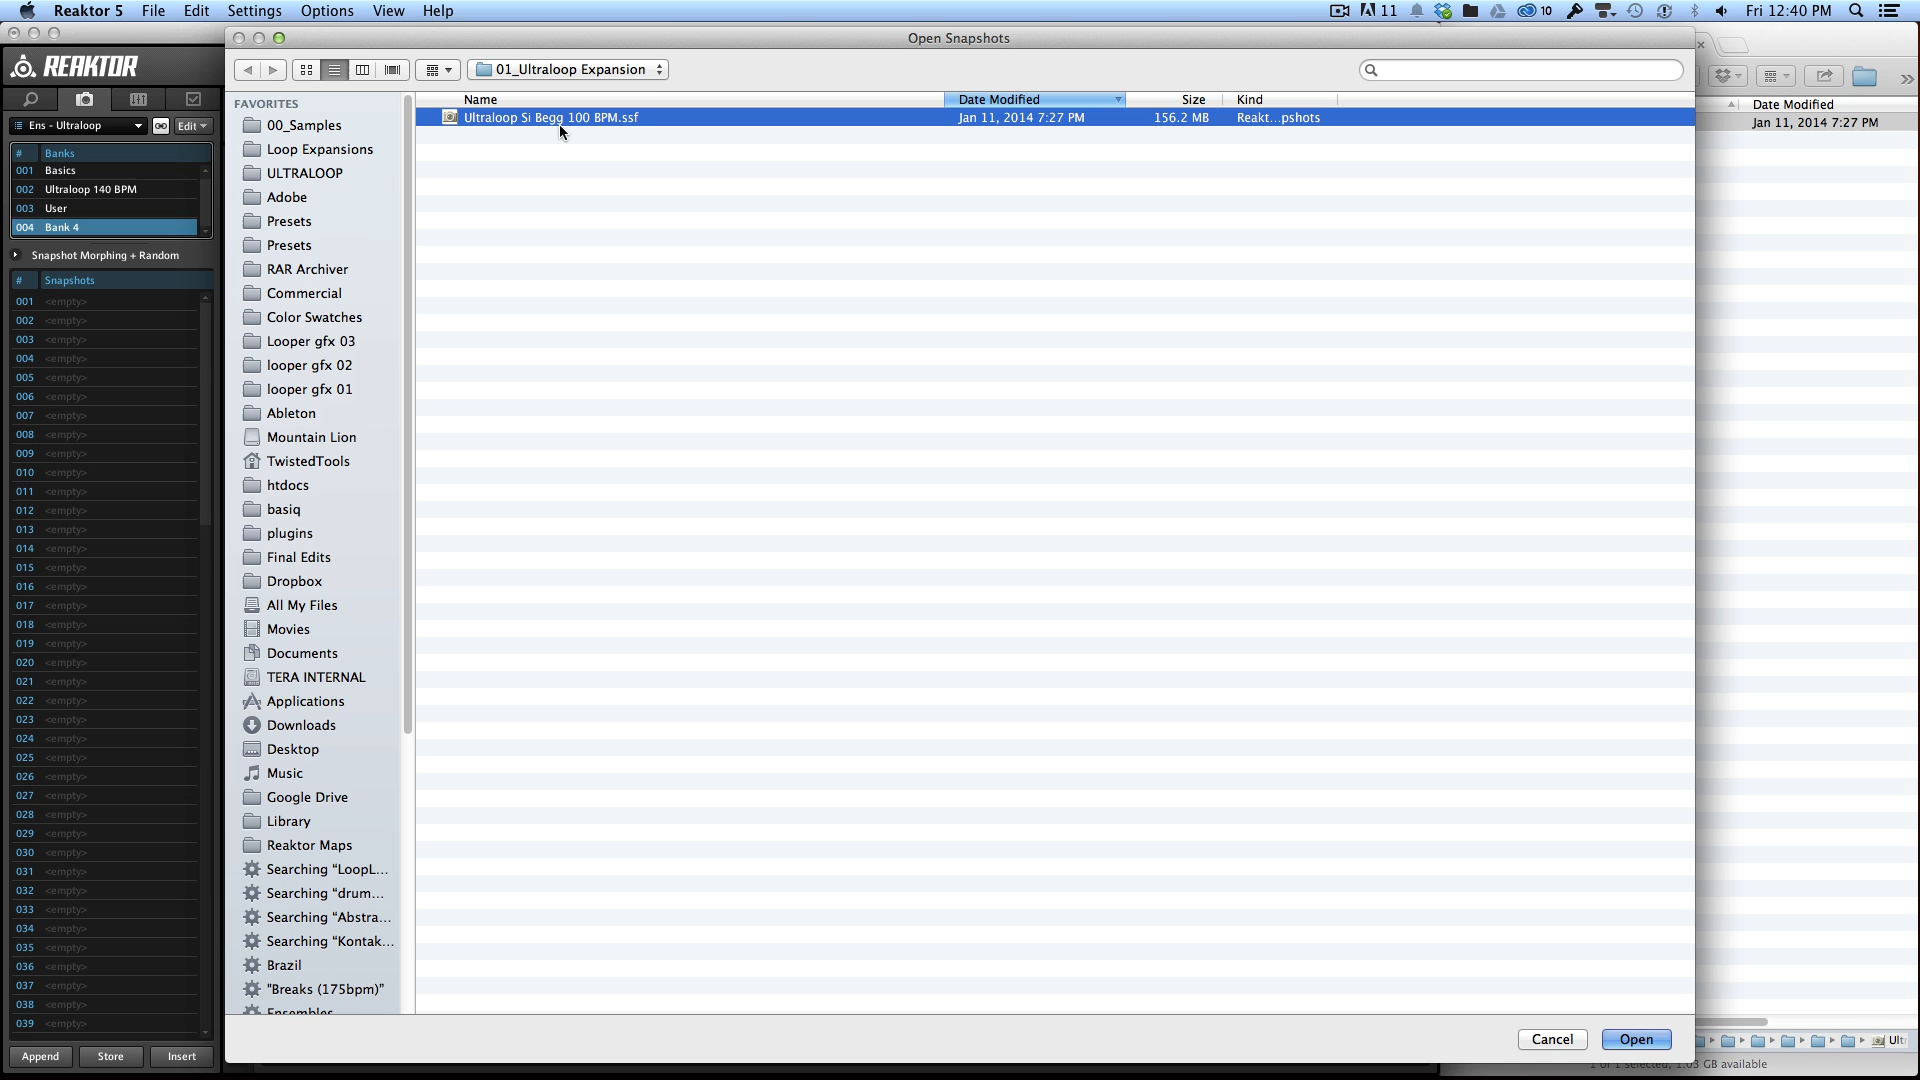 Reaktor 5 File Edit Settings Options View Help 11 10 Fri 12:40 PM
Open Snapshots
REAKTOR
01_Ultraloop Expansion
Ens - Ultraloop Edit
# Banks
001 Basics
002 Ultraloop 140 BPM
003 User
004 Bank 4
Snapshot Morphing + Random
# Snapshots
001 <empty>
002 <empty>
003 <empty>
004 <empty>
005 <empty>
006 <empty>
007 <empty>
008 <empty>
009 <empty>
010 <empty>
011 <empty>
012 <empty>
013 <empty>
014 <empty>
015 <empty>
016 <empty>
017 <empty>
018 <empty>
019 <empty>
020 <empty>
021 <empty>
022 <empty>
023 <empty>
024 <empty>
025 <empty>
026 <empty>
027 <empty>
028 <empty>
029 <empty>
030 <empty>
031 <empty>
032 <empty>
033 <empty>
034 <empty>
035 <empty>
036 <empty>
037 <empty>
038 <empty>
039 <empty>
Append Store Insert
FAVORITES
00_Samples
Loop Expansions
ULTRALOOP
Adobe
Presets
Presets
RAR Archiver
Commercial
Color Swatches
Looper gfx 03
looper gfx 02
looper gfx 01
Ableton
Mountain Lion
TwistedTools
htdocs
basiq
plugins
Final Edits
Dropbox
All My Files
Movies
Documents
TERA INTERNAL
Applications
Downloads
Desktop
Music
Google Drive
Library
Reaktor Maps
Searching “LoopL...
Searching “drum...
Searching “Abstra...
Searching “Kontak...
Brazil
"Breaks (175bpm)”
Ensembles
Name Date Modified Size Kind
Ultraloop Si Begg 100 BPM.ssf Jan 11, 2014 7:27 PM 156.2 MB Reakt...pshots
Cancel Open
Date Modified
Jan 11, 2014 7:27 PM
Ultr
1 of 1 selected, 1.03 GB available